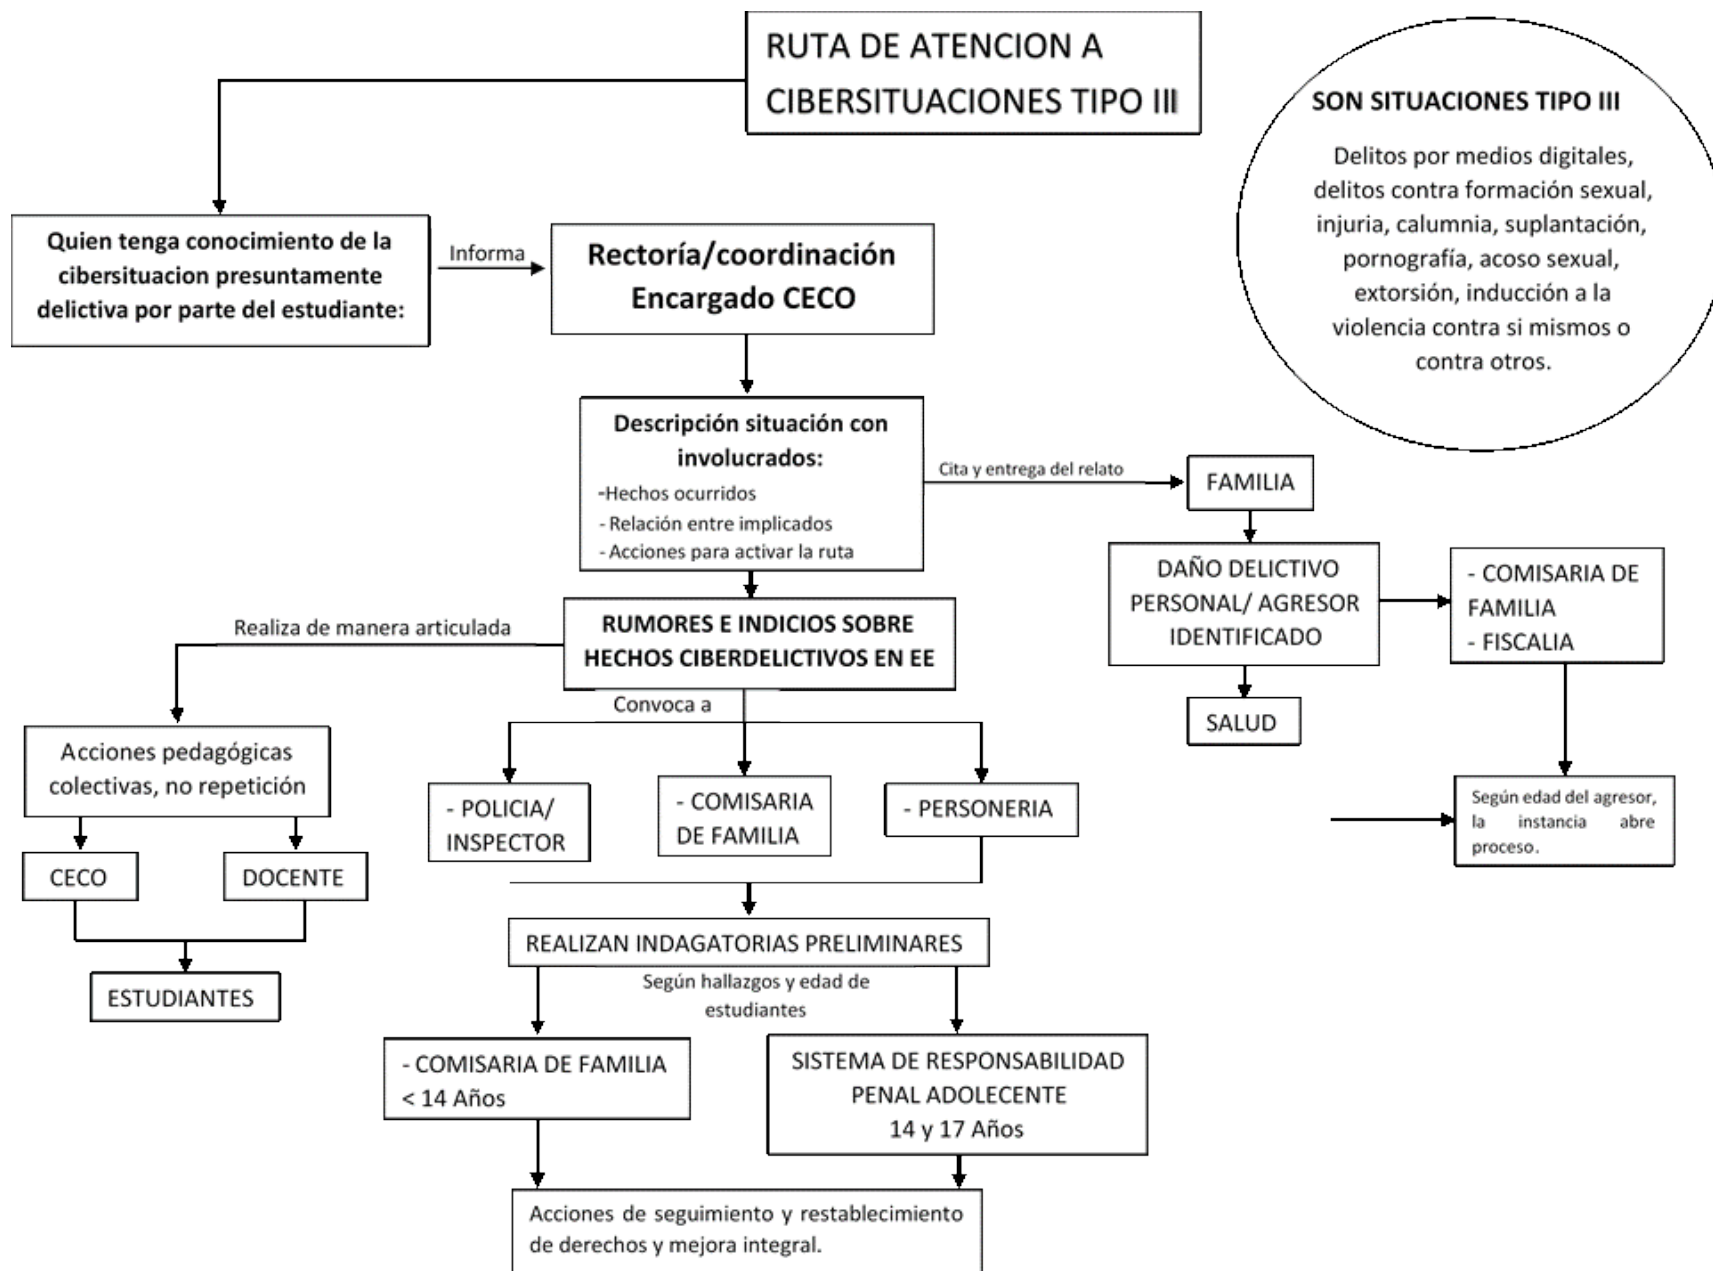 RUTA DE ATENCION A
CIBERSITUACIONES TIPO III
SON SITUACIONES TIPO III
Delitos por medios digitales,
delitos contra formación sexual,
injuria, calumnia, suplantación,
pornografía, acoso sexual,
extorsión, inducción a la
violencia contra si mismos o
contra otros.
Quien tenga conocimiento de la
cibersituacion presuntamente
delictiva por parte del estudiante:
Informa
Rectoría/coordinación
Encargado CECO
Descripción situación con
involucrados:
-Hechos ocurridos
- Relación entre implicados
- Acciones para activar la ruta
Cita y entrega del relato
FAMILIA
DAÑO DELICTIVO
PERSONAL/ AGRESOR
IDENTIFICADO
- COMISARIA DE
FAMILIA
- FISCALIA
SALUD
Según edad del agresor,
la instancia abre
proceso.
RUMORES E INDICIOS SOBRE
HECHOS CIBERDELICTIVOS EN EE
Realiza de manera articulada
Convoca a
Acciones pedagógicas
colectivas, no repetición
CECO
DOCENTE
ESTUDIANTES
- POLICIA/
INSPECTOR
- COMISARIA
DE FAMILIA
- PERSONERIA
REALIZAN INDAGATORIAS PRELIMINARES
Según hallazgos y edad de
estudiantes
- COMISARIA DE FAMILIA
< 14 Años
SISTEMA DE RESPONSABILIDAD
PENAL ADOLECENTE
14 y 17 Años
Acciones de seguimiento y restablecimiento
de derechos y mejora integral.